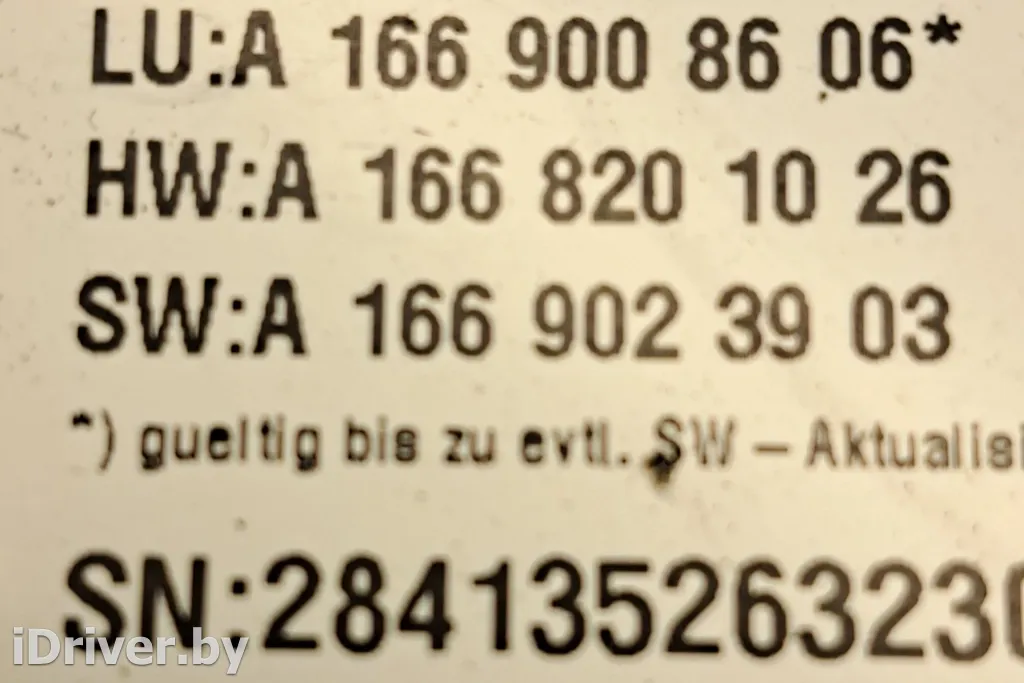 LU:A 166 900 86 06*
HW:A 166 820 10 26
SW:A 166 902 39 03
*) gueltig bis zu evtl. SW – Aktualisi
SN:284135263230
iDriver.by